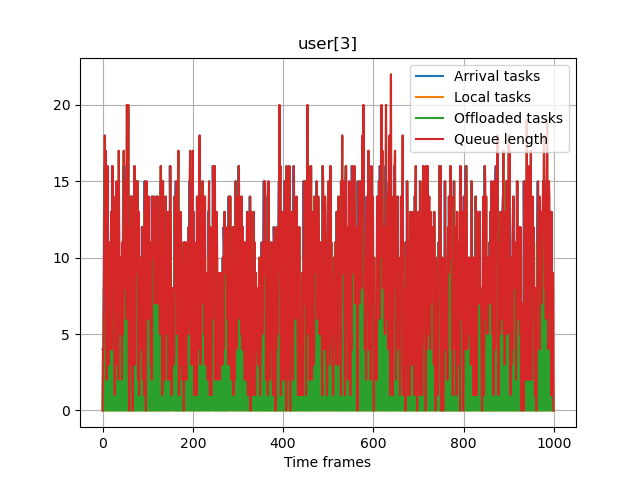 user[3]
Arrival tasks
Local tasks
Offloaded tasks
Queue length
20
15
10
5
0
0 200 400 600 800 1000
Time frames